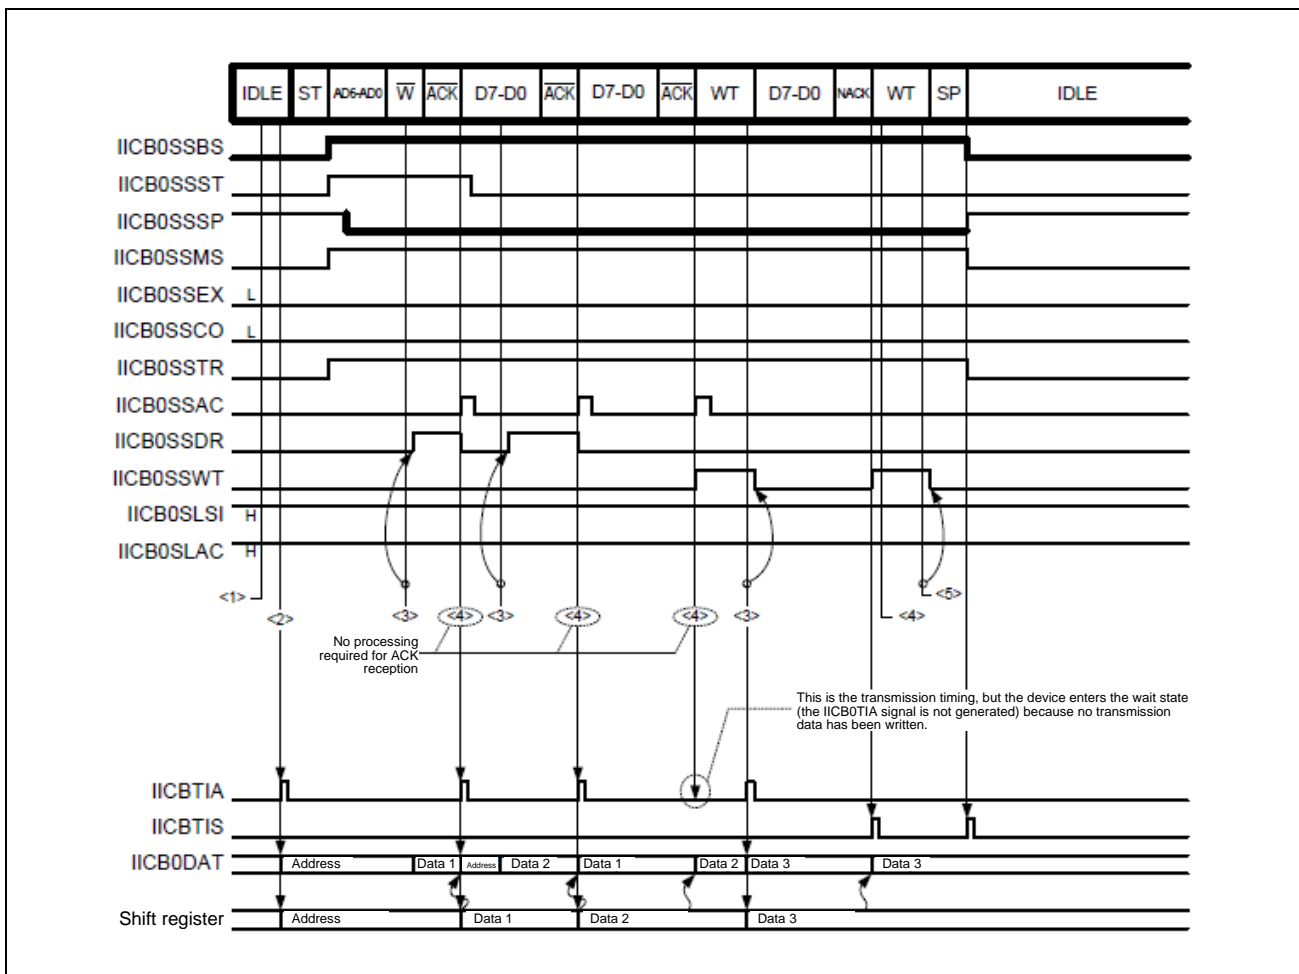 IDLE ST AD6-AD0 W ACK D7-D0 ACK D7-D0 ACK WT D7-D0 NACK WT SP IDLE
IICB0SSBS
IICB0SSST
IICB0SSSP
IICB0SSMS
IICB0SSEX L
IICB0SSCO L
IICB0SSTR
IICB0SSAC
IICB0SSDR
IICB0SSWT
IICB0SLSI H
IICB0SLAC H
<1> <5>
<2> <3> <4> <3> <4> <4> <3> <4>
No processing
required for ACK
reception
This is the transmission timing, but the device enters the wait state
(the IICB0TIA signal is not generated) because no transmission
data has been written.
IICBTIA
IICBTIS
IICB0DAT Address Data 1 Address Data 2 Data 1 Data 2 Data 3 Data 3
Shift register Address Data 1 Data 2 Data 3